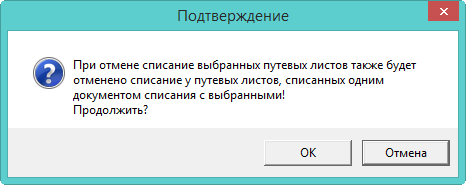 Подтверждение
При отмене списание выбранных путевых листов также будет
отменено списание у путевых листов, списанных одним
документом списания с выбранными!
Продолжить?
OK
Отмена